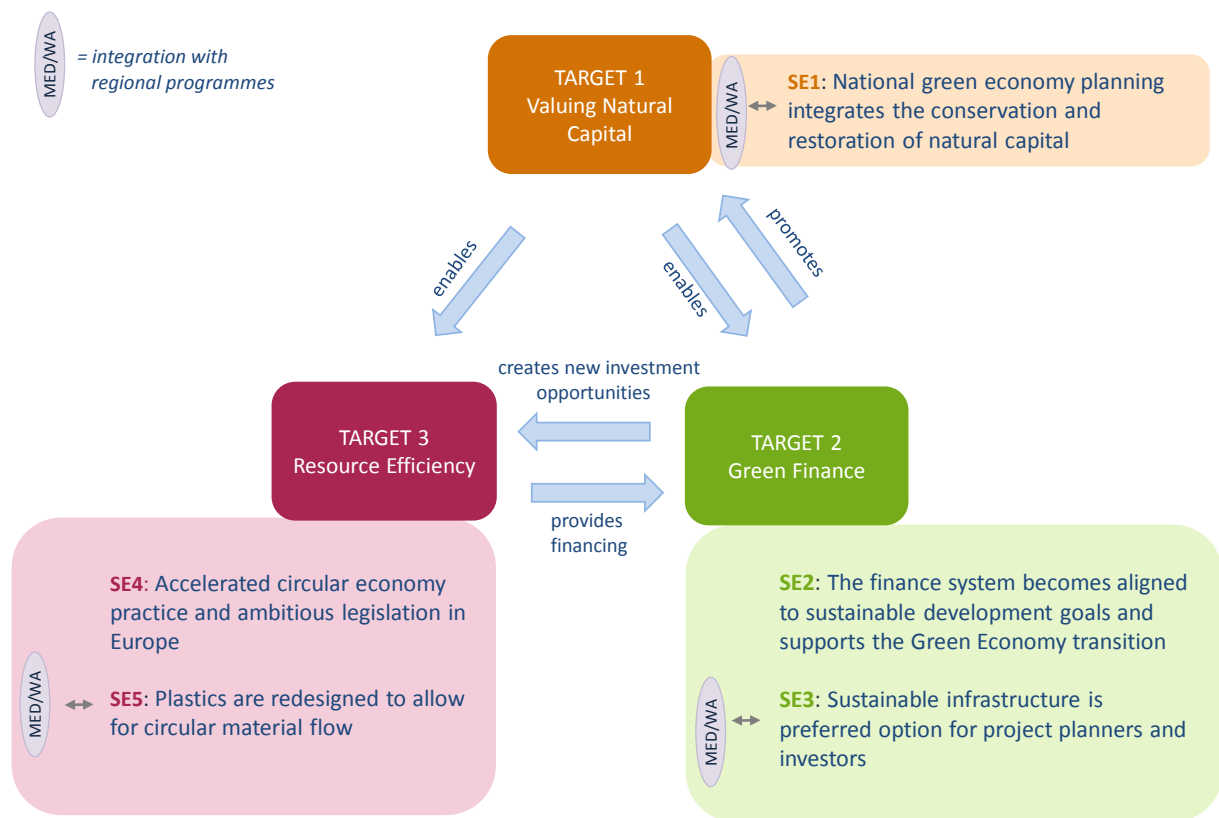 MED/WA
= integration with
regional programmes
TARGET 1
Valuing Natural
Capital
MED/WA
SE1: National green economy planning
integrates the conservation and
restoration of natural capital
enables
enables
promotes
creates new investment
opportunities
TARGET 3
Resource Efficiency
TARGET 2
Green Finance
provides
financing
SE4: Accelerated circular economy
practice and ambitious legislation in
Europe
MED/WA
SE5: Plastics are redesigned to allow
for circular material flow
SE2: The finance system becomes aligned
to sustainable development goals and
supports the Green Economy transition
MED/WA
SE3: Sustainable infrastructure is
preferred option for project planners and
investors